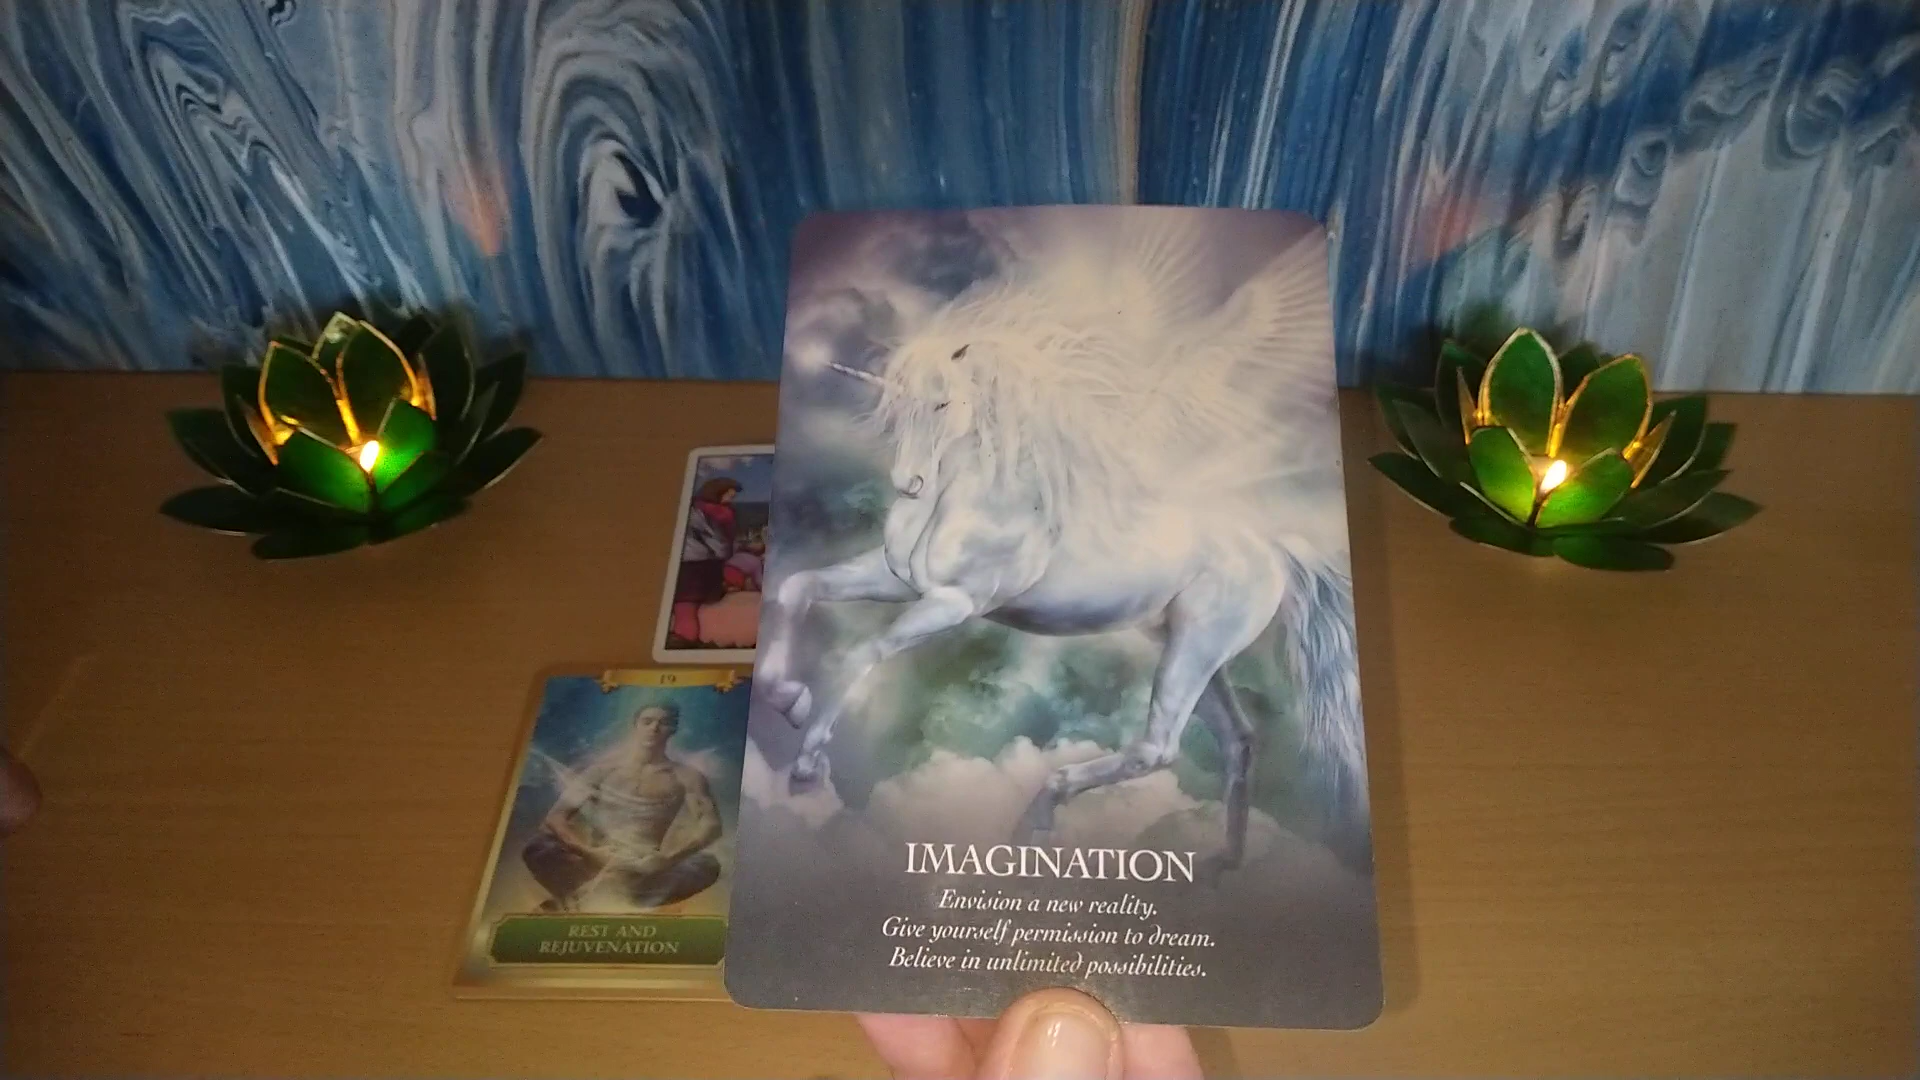 19
REST AND
REJUVENATION
IMAGINATION
Envision a new reality.
Give yourself permission to dream.
Believe in unlimited possibilities.